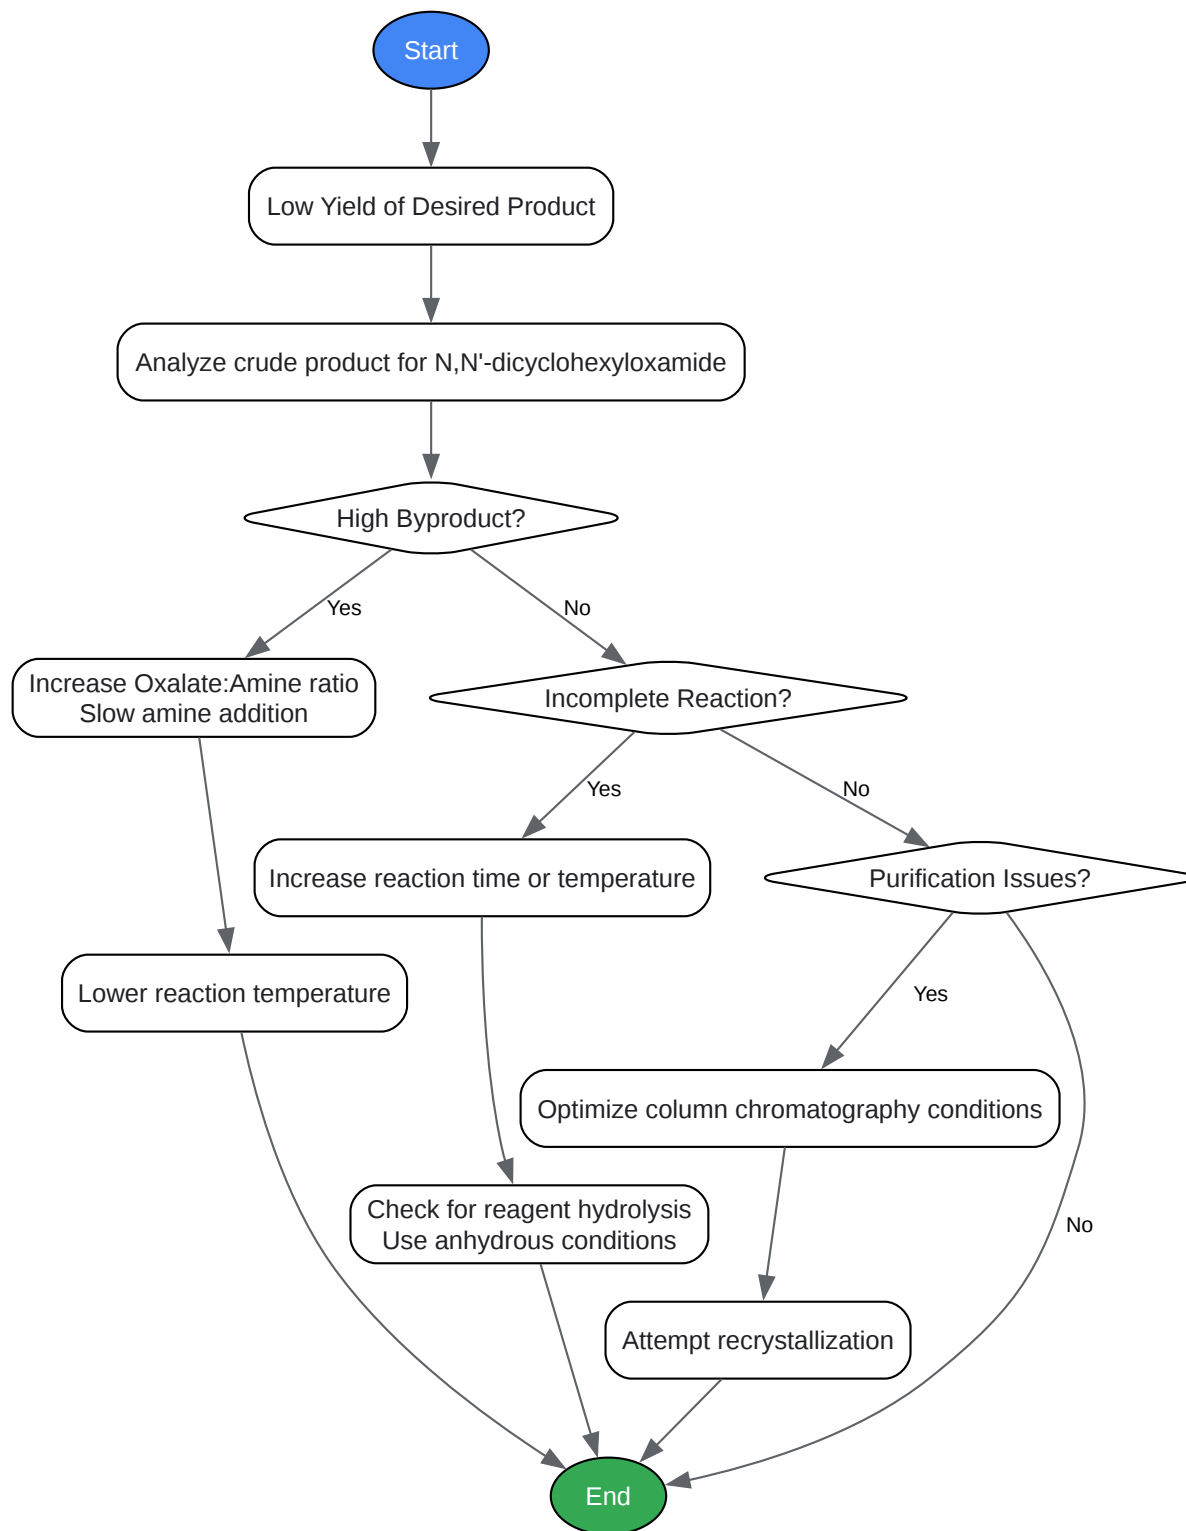 Start
Low Yield of Desired Product
Analyze crude product for N,N'-dicyclohexyloxamide
High Byproduct?
Yes
No
Increase Oxalate:Amine ratio
Slow amine addition
Incomplete Reaction?
Yes
No
Increase reaction time or temperature
Purification Issues?
Lower reaction temperature
Yes
Optimize column chromatography conditions
Check for reagent hydrolysis
Use anhydrous conditions
No
Attempt recrystallization
End